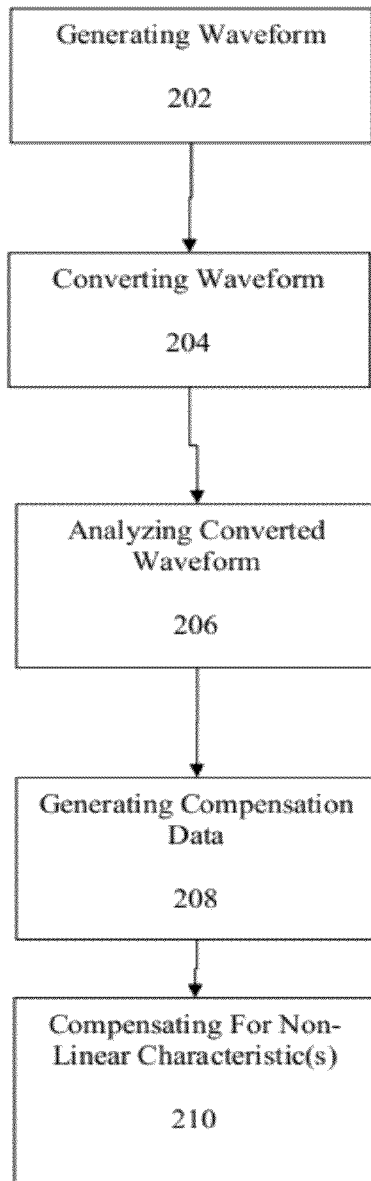 Generating Waveform
202
Converting Waveform
204
Analyzing Converted
Waveform
206
Generating Compensation
Data
208
Compensating For Non-
Linear Characteristic(s)
210